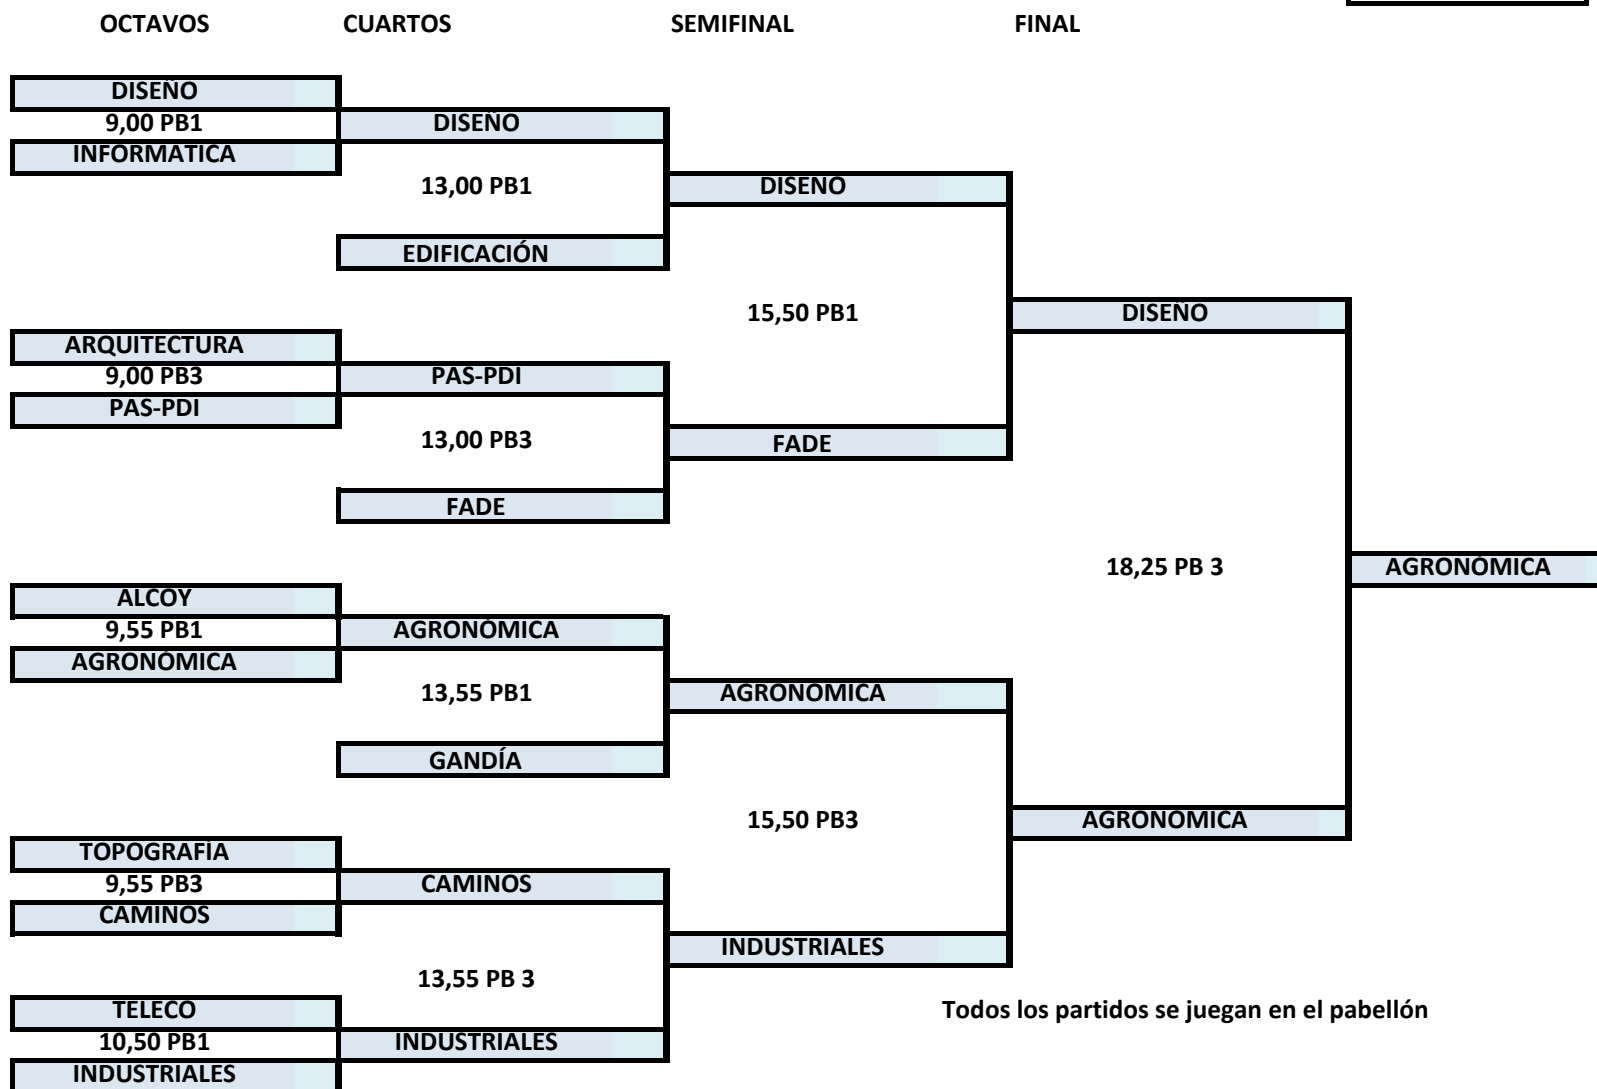 OCTAVOS CUARTOS SEMIFINAL FINAL
DISEÑO
9,00 PB1 DISEÑO
INFORMÁTICA
13,00 PB1 DISEÑO
EDIFICACIÓN
15,50 PB1 DISEÑO
ARQUITECTURA
9,00 PB3 PAS-PDI
PAS-PDI
13,00 PB3 FADE
FADE
18,25 PB 3 AGRONÓMICA
ALCOY
9,55 PB1 AGRONÓMICA
AGRONÓMICA
13,55 PB1 AGRONÓMICA
GANDÍA
15,50 PB3 AGRONÓMICA
TOPOGRAFÍA
9,55 PB3 CAMINOS
CAMINOS
INDUSTRIALES
13,55 PB 3
TELECO Todos los partidos se juegan en el pabellón
10,50 PB1 INDUSTRIALES
INDUSTRIALES